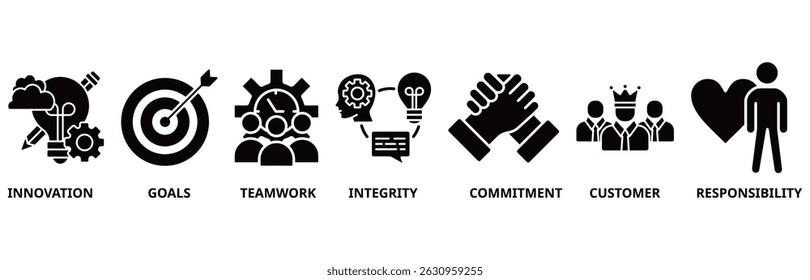 INNOVATION GOALS TEAMWORK INTEGRITY COMMITMENT CUSTOMER RESPONSIBILITY
shutterstock.com · 2630959255